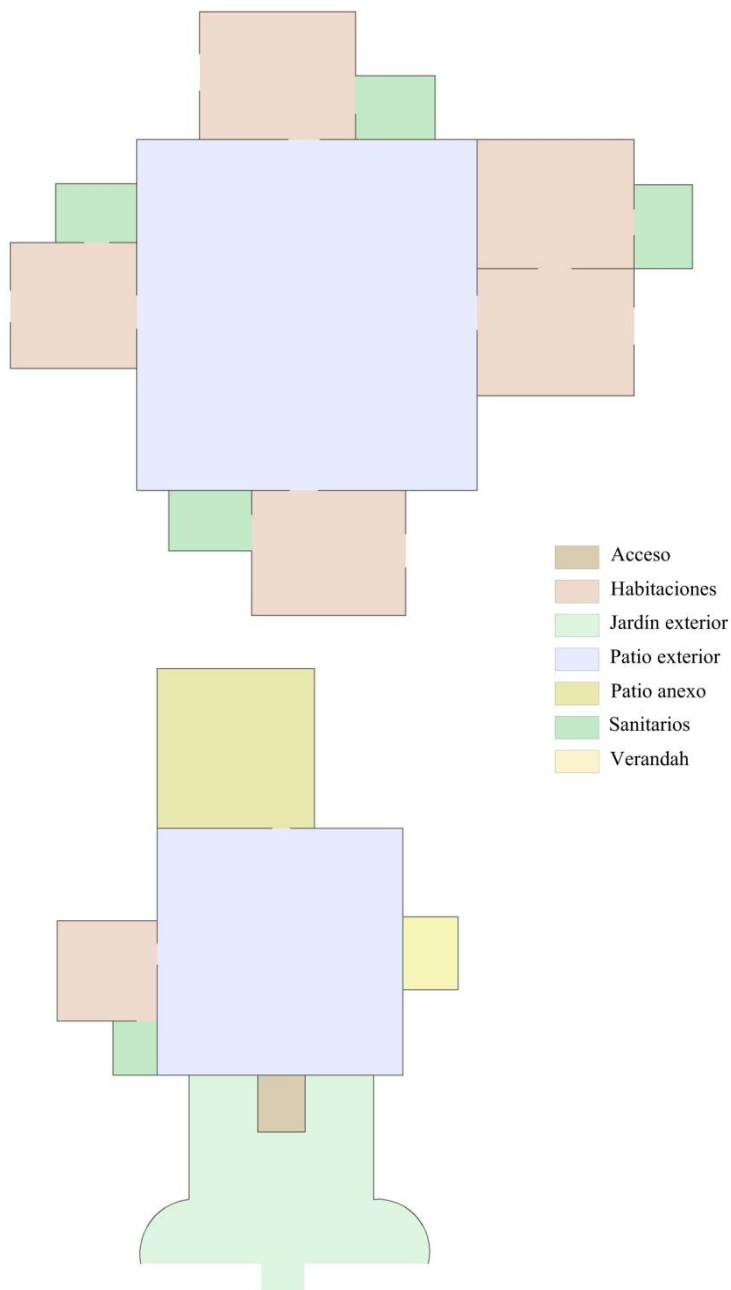 Acceso
Habitaciones
Jardín exterior
Patio exterior
Patio anexo
Sanitarios
Verandah